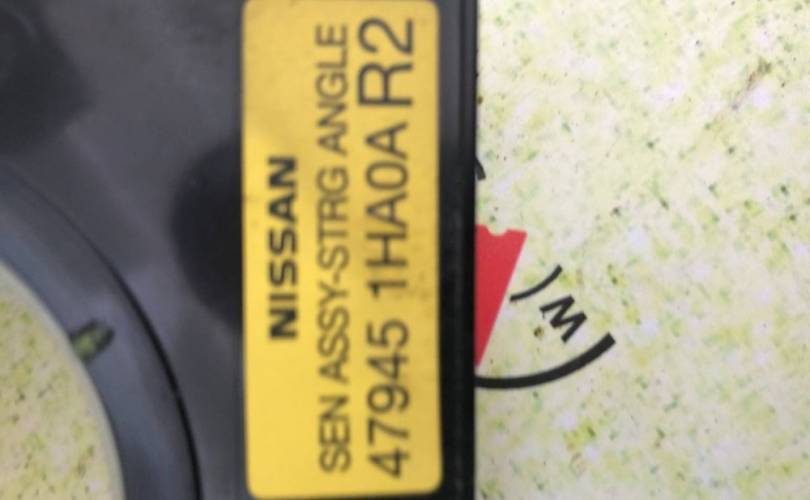 NISSAN
SEN ASSY-STRG ANGLE
47945 1HA0A R2